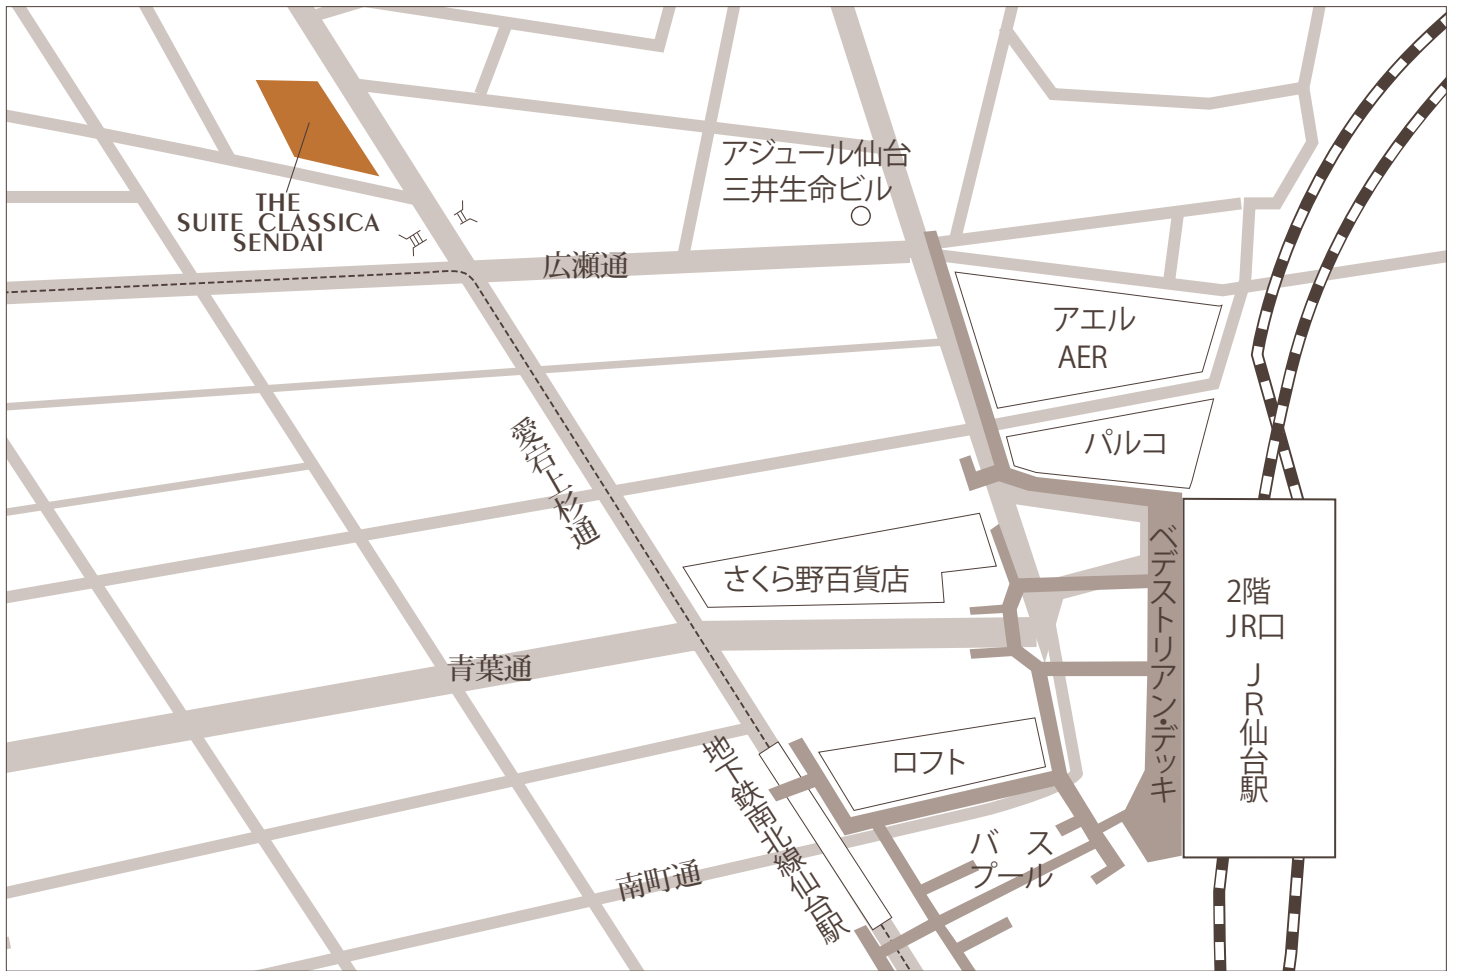 アジュール仙台
三井生命ビル
THE
SUITE CLASSICA
SENDAI
広瀬通
アエル
AER
愛宕上杉通
パルコ
さくら野百貨店
ペデストリアン・デッキ
2階
JR口
JR仙台駅
青葉通
ロフト
地下鉄南北線仙台駅
バス
プール
南町通